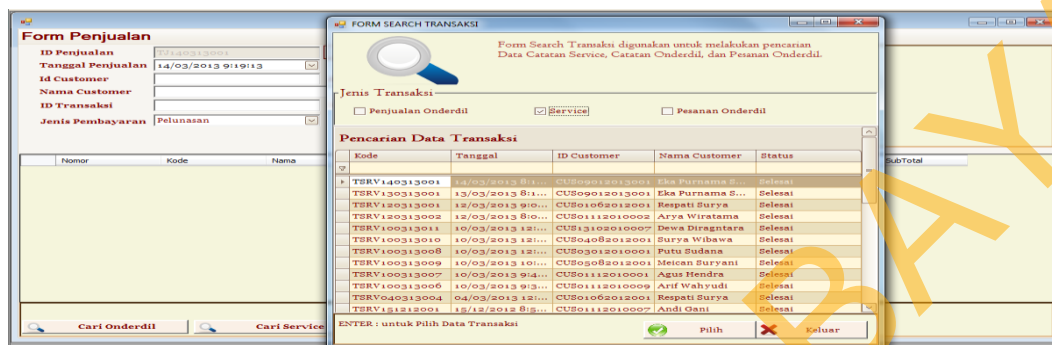 Form Penjualan
ID Penjualan TJ140313001
Tanggal Penjualan 14/03/2013 9:19:13
Id Customer
Nama Customer
ID Transaksi
Jenis Pembayaran Pelunasan
Nomor Kode Nama
SubTotal
Cari Onderdil Cari Service
FORM SEARCH TRANSAKSI
Form Search Transaksi digunakan untuk melakukan pencarian
Data Catatan Service, Catatan Onderdil, dan Pesanan Onderdil.
Jenis Transaksi
Penjualan Onderdil Service Pesanan Onderdil
Pencarian Data Transaksi
Kode Tanggal ID Customer Nama Customer Status
TSRV140313001 14/03/2013 8:1... CUS09012013001 Eka Purnama S... Selesai
TSRV130313001 13/03/2013 8:1... CUS09012013001 Eka Purnama S... Selesai
TSRV120313001 12/03/2013 9:0... CUS01062012001 Respati Surya Selesai
TSRV120313002 12/03/2013 8:0... CUS01112010002 Arya Wiratama Selesai
TSRV100313011 10/03/2013 12:... CUS13102010007 Dewa Diragntara Selesai
TSRV100313010 10/03/2013 12:... CUS04082012001 Surya Wibawa Selesai
TSRV100313008 10/03/2013 12:... CUS03012010001 Putu Sudana Selesai
TSRV100313009 10/03/2013 10:... CUS05082012001 Meican Suryani Selesai
TSRV100313007 10/03/2013 9:4... CUS01112010001 Agus Hendra Selesai
TSRV100313006 10/03/2013 9:3... CUS01112010009 Arif Wahyudi Selesai
TSRV040313004 04/03/2013 12:... CUS01062012001 Respati Surya Selesai
TSRV151212001 15/12/2012 8:5... CUS01112010007 Andi Gani Selesai
ENTER : untuk Pilih Data Transaksi
Pilih Keluar
BAYA